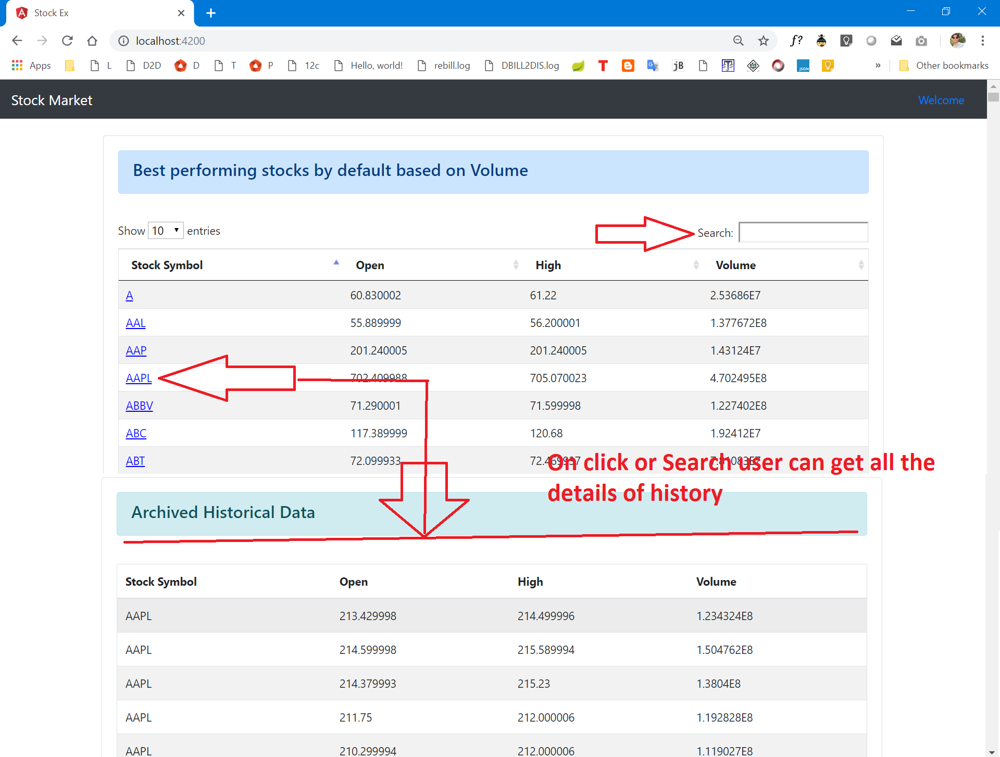 Stock Ex
localhost:4200
Apps L D2D D T P 12c Hello, world! rebill.log DBILL2DIS.log T jB STS JSON » Other bookmarks
Stock Market Welcome
Best performing stocks by default based on Volume
Show 10 entries Search:
Stock Symbol Open High Volume
A 60.830002 61.22 2.53686E7
AAL 55.889999 56.200001 1.377672E8
AAP 201.240005 201.240005 1.43124E7
AAPL 702.409988 705.070023 4.702495E8
ABBV 71.290001 71.599998 1.227402E8
ABC 117.389999 120.68 1.92412E7
ABT 72.099933
On click or Search user can get all the
details of history
Archived Historical Data
Stock Symbol Open High Volume
AAPL 213.429998 214.499996 1.234324E8
AAPL 214.599998 215.589994 1.504762E8
AAPL 214.379993 215.23 1.3804E8
AAPL 211.75 212.000006 1.192828E8
AAPL 210.299994 212.000006 1.119027E8